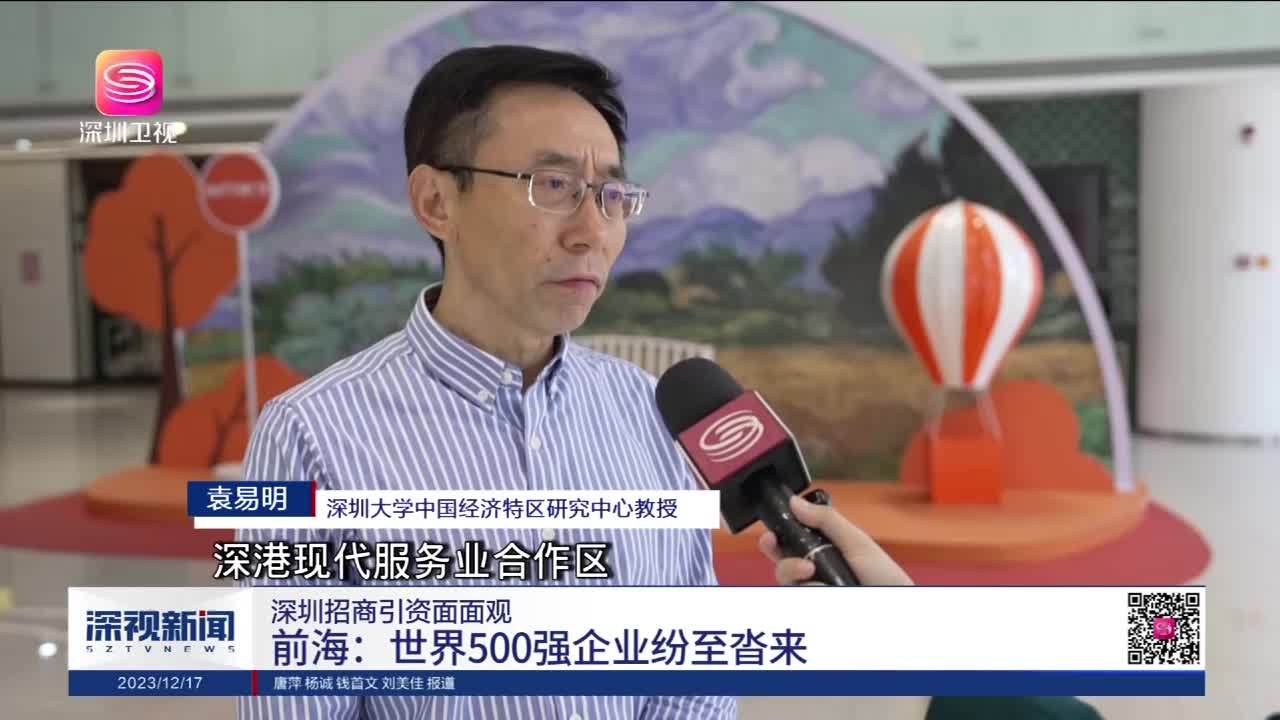 深圳卫视
袁易明
深圳大学中国经济特区研究中心教授
深港现代服务业合作区
深视新闻
SZTVNEWS
深圳招商引资面面观
前海：世界500强企业纷至沓来
2023/12/17
唐萍 杨诚 钱首文 刘美佳 报道